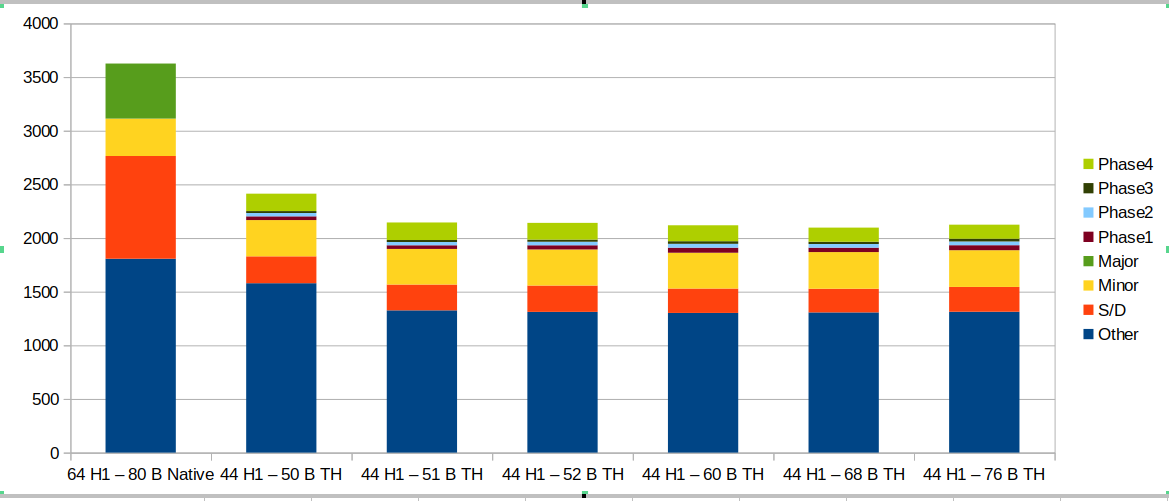 4000
3500
3000
2500
2000
1500
1000
500
0
64 H1 – 80 B Native 44 H1 – 50 B TH 44 H1 – 51 B TH 44 H1 – 52 B TH 44 H1 – 60 B TH 44 H1 – 68 B TH 44 H1 – 76 B TH
Phase4
Phase3
Phase2
Phase1
Major
Minor
S/D
Other